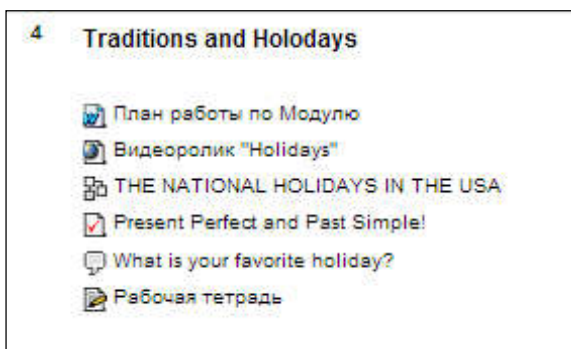 4
Traditions and Holodays
План работы по Модулю
Видеоролик "Holidays"
THE NATIONAL HOLIDAYS IN THE USA
Present Perfect and Past Simple!
What is your favorite holiday?
Рабочая тетрадь